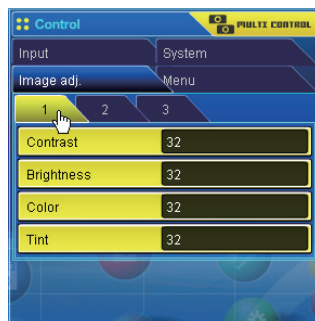 Control
MULTI CONTROL
Input System
Image adj. Menu
1 2 3
Contrast 32
Brightness 32
Color 32
Tint 32